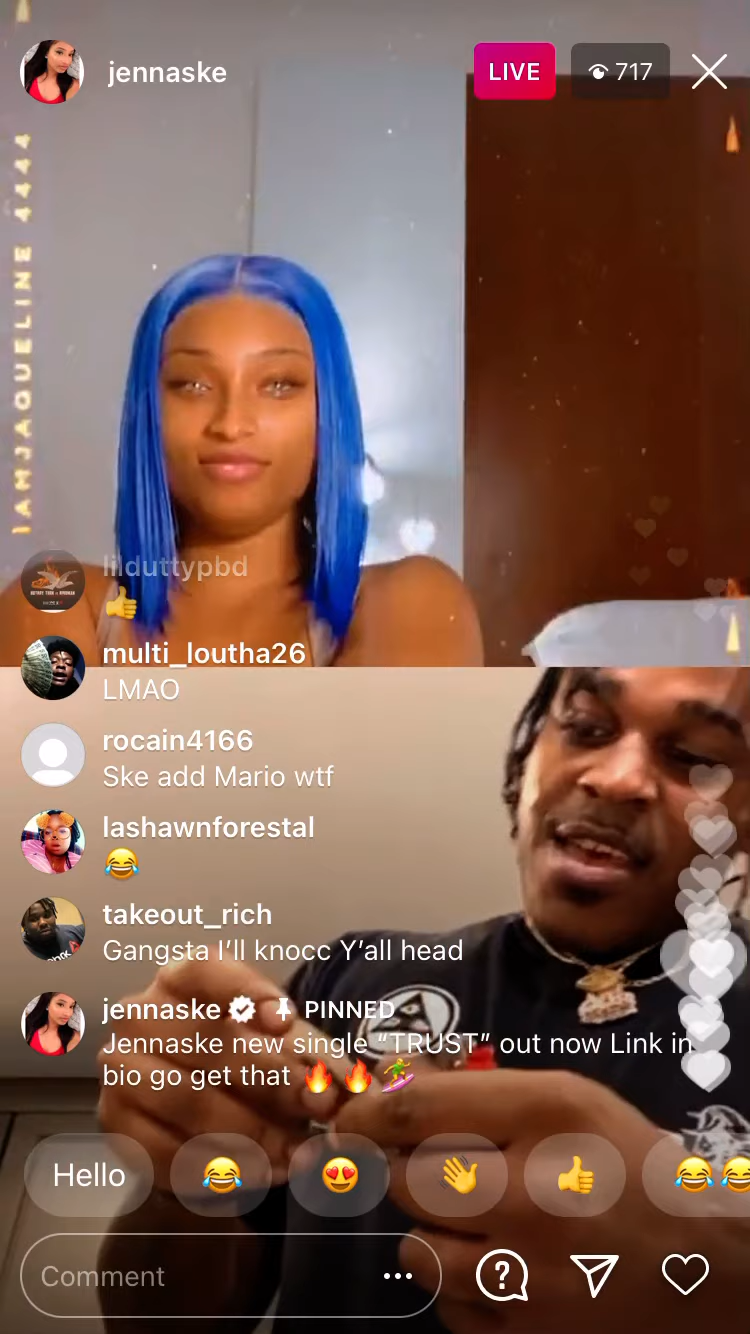 jennaske
LIVE
717
IAMJAQUELINE 4444
lilduttypbd
👍
multi_loutha26
LMAO
rocain4166
Ske add Mario wtf
lashawnforestal
😂
takeout_rich
Gangsta I’ll knocc Y’all head
jennaske PINNED
Jennaske new single “TRUST” out now Link in
bio go get that 🔥🔥🏄
Hello 😂 😍 👋 👍 😂😂
Comment